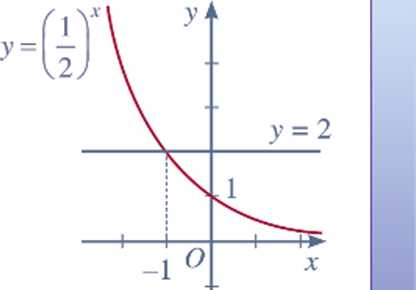 y = (1/2)^x
y
y = 2
1
-1
O
x